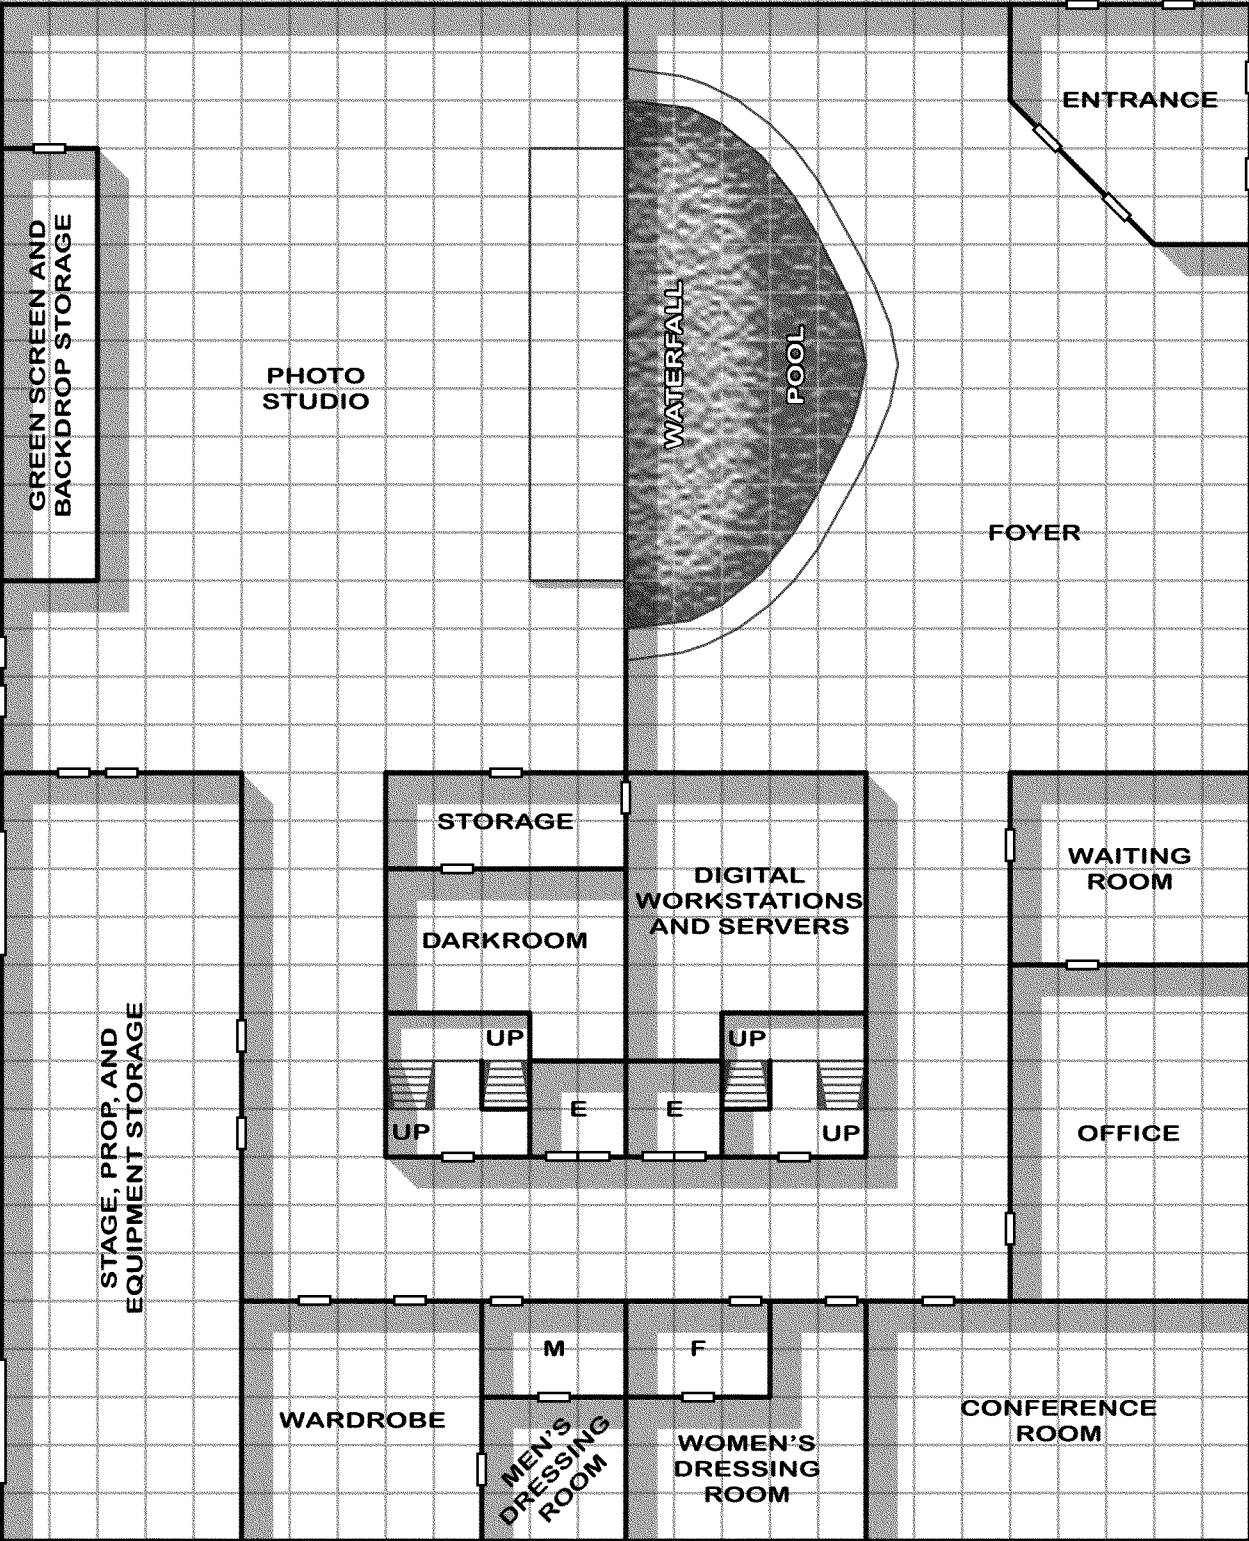 ENTRANCE
GREEN SCREEN AND
BACKDROP STORAGE
PHOTO
STUDIO
WATERFALL
POOL
FOYER
STORAGE
DIGITAL
WORKSTATIONS
AND SERVERS
WAITING
ROOM
DARKROOM
UP
UP
E
E
UP
UP
STAGE, PROP, AND
EQUIPMENT STORAGE
OFFICE
M
F
WARDROBE
MEN'S
DRESSING
ROOM
WOMEN'S
DRESSING
ROOM
CONFERENCE
ROOM